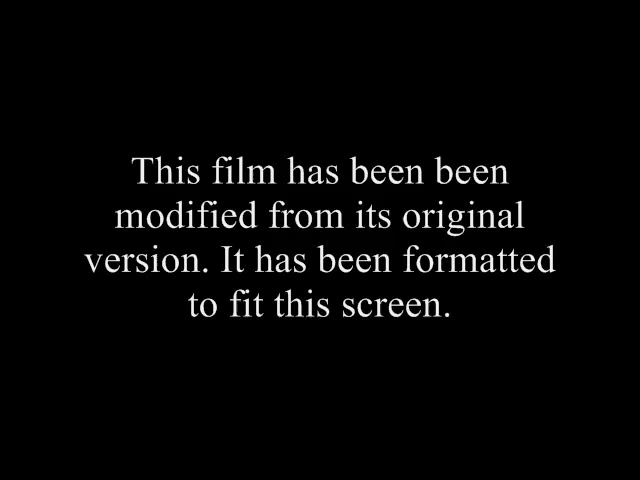 This film has been been
modified from its original
version. It has been formatted
to fit this screen.